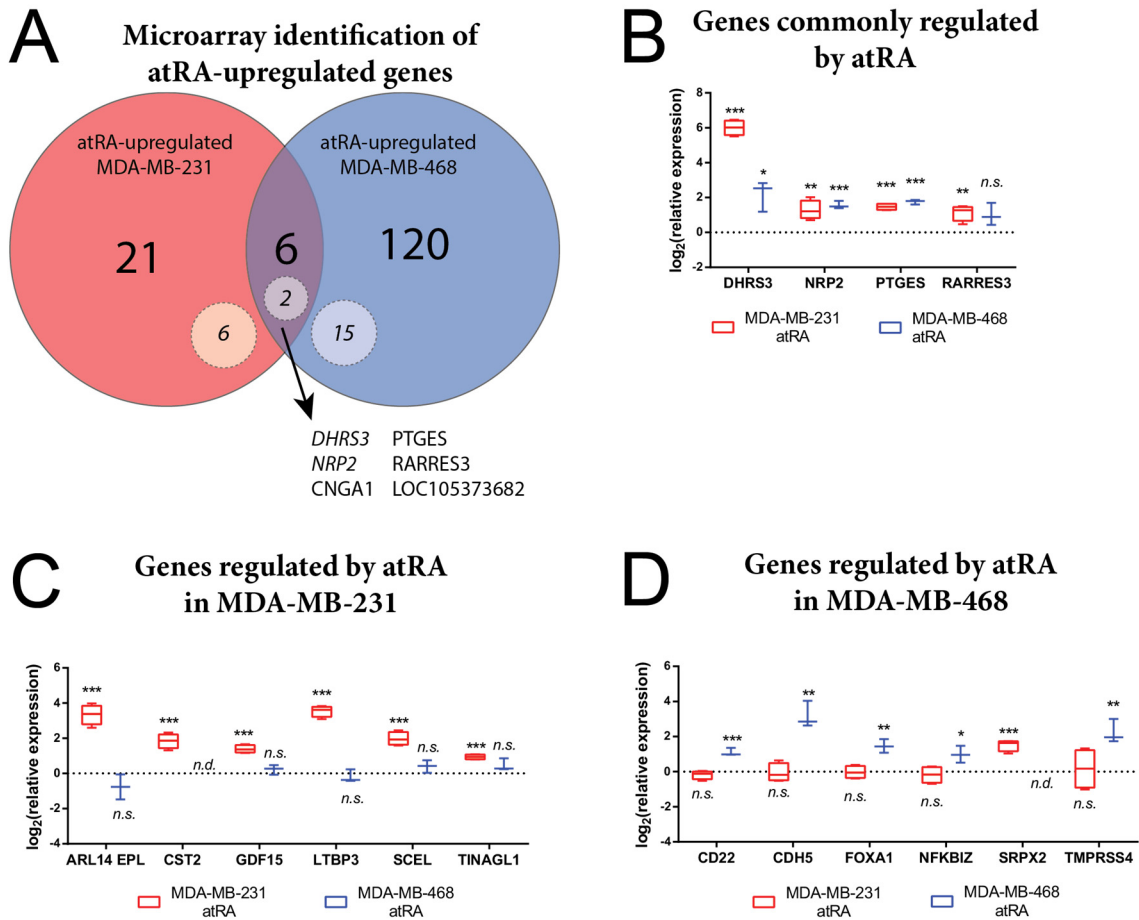 A
Microarray identification of
atRA-upregulated genes
atRA-upregulated
MDA-MB-231
atRA-upregulated
MDA-MB-468
21
6
120
2
6
15
DHRS3 PTGES
NRP2 RARRES3
CNGA1 LOC105373682
B
Genes commonly regulated
by atRA
log2(relative expression)
8
6
4
2
0
-2
***
*
**
***
***
***
**
n.s.
DHRS3 NRP2 PTGES RARRES3
MDA-MB-231
atRA
MDA-MB-468
atRA
C
Genes regulated by atRA
in MDA-MB-231
log2(relative expression)
6
4
2
0
-2
-4
***
n.s.
***
n.d.
***
n.s.
***
n.s.
***
n.s.
***
n.s.
ARL14 EPL CST2 GDF15 LTBP3 SCEL TINAGL1
MDA-MB-231
atRA
MDA-MB-468
atRA
D
Genes regulated by atRA
in MDA-MB-468
log2(relative expression)
6
4
2
0
-2
-4
n.s.
***
n.s.
**
n.s.
**
n.s.
*
***
n.d.
n.s.
**
CD22 CDH5 FOXA1 NFKBIZ SRPX2 TMPRSS4
MDA-MB-231
atRA
MDA-MB-468
atRA